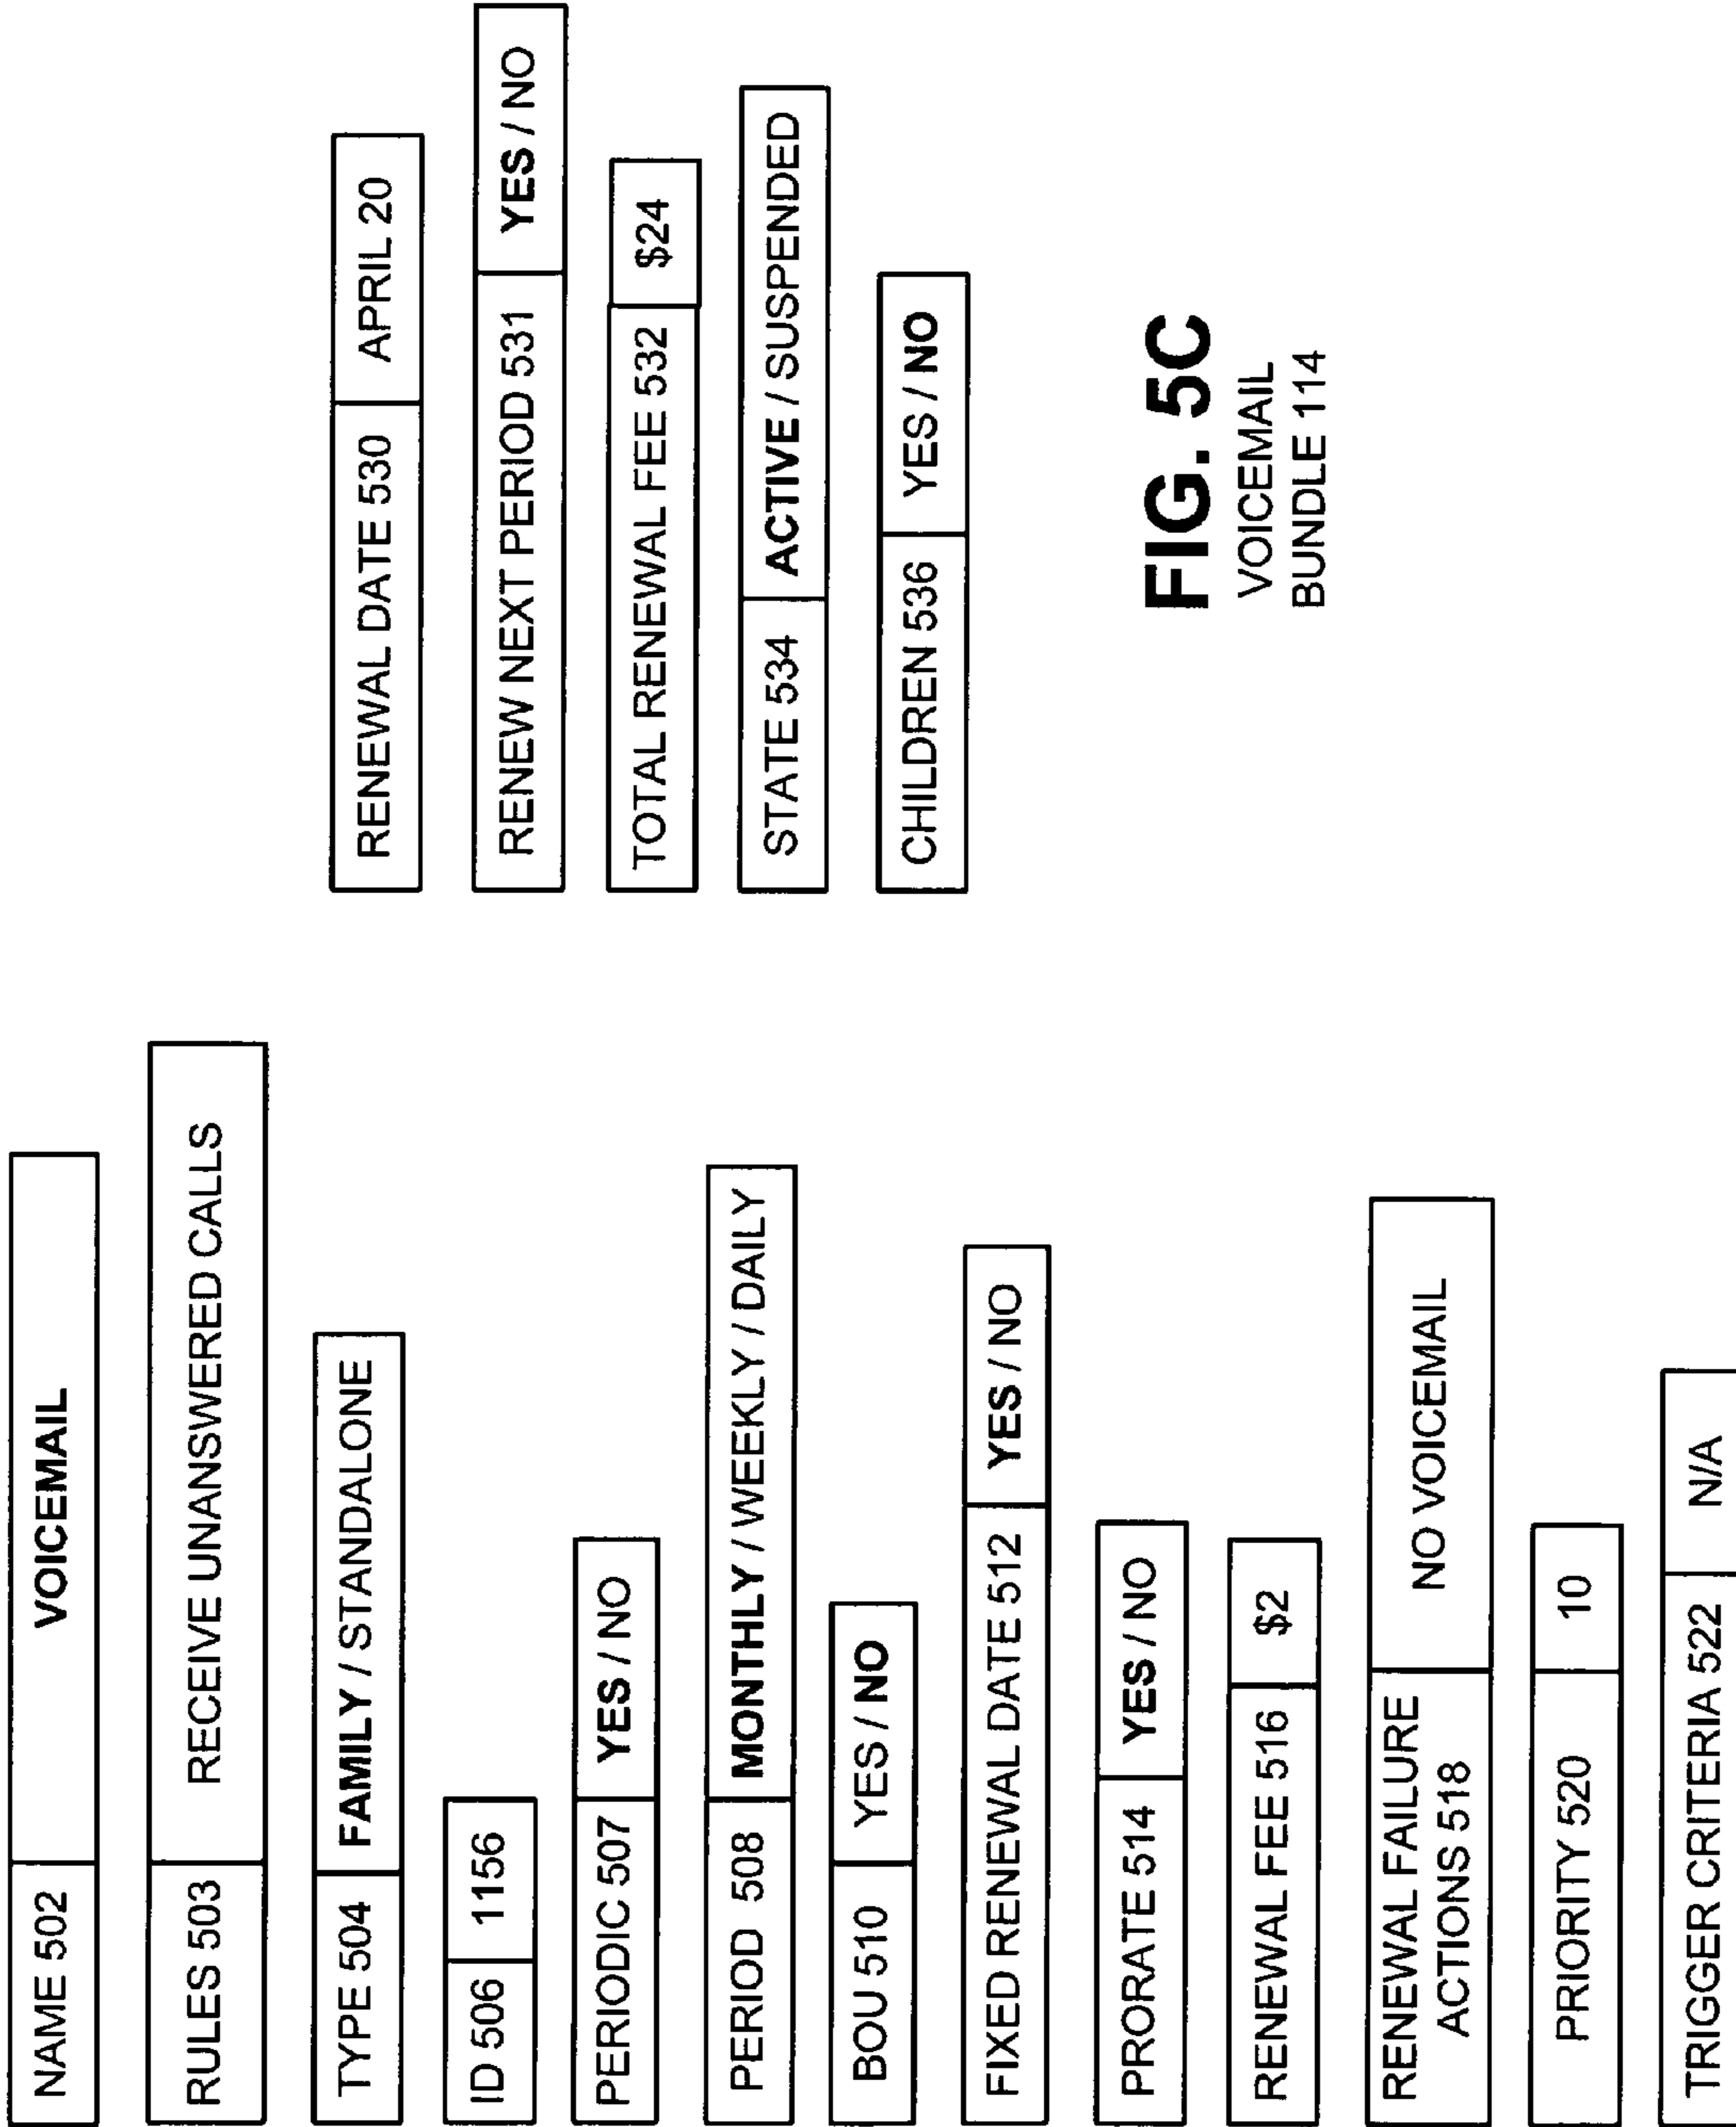 NAME 502 VOICEMAIL
RULES 503 RECEIVE UNANSWERED CALLS
TYPE 504 FAMILY / STANDALONE
ID 506 1156
PERIODIC 507 YES / NO
PERIOD 508 MONTHLY / WEEKLY / DAILY
BOU 510 YES / NO
FIXED RENEWAL DATE 512 YES / NO
PRORATE 514 YES / NO
RENEWAL FEE 516 $2
RENEWAL FAILURE
ACTIONS 518
NO VOICEMAIL
PRIORITY 520 10
TRIGGER CRITERIA 522 N/A
RENEWAL DATE 530 APRIL 20
RENEW NEXT PERIOD 531 YES / NO
TOTAL RENEWAL FEE 532 $24
STATE 534 ACTIVE / SUSPENDED
CHILDREN 536 YES / NO
FIG. 5C
VOICEMAIL
BUNDLE 114